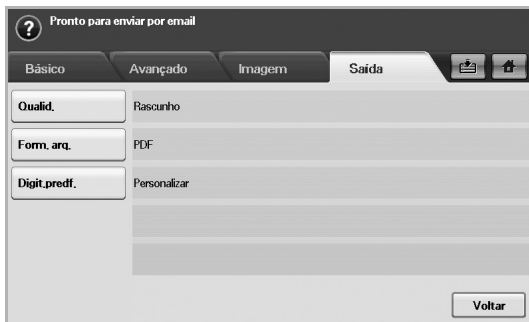 ? Pronto para enviar por email
Básico Avançado Imagem Saída
Qualid. Rascunho
Form. arq. PDF
Digit.predf. Personalizar
Voltar